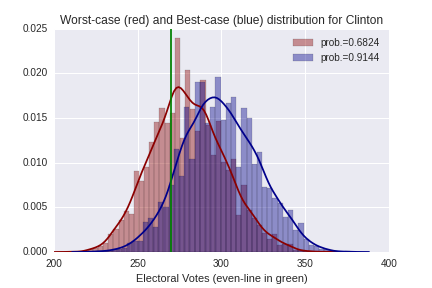 Worst-case (red) and Best-case (blue) distribution for Clinton
0.025
0.020
0.015
0.010
0.005
0.000
prob.=0.6824
prob.=0.9144
200
250
300
350
400
Electoral Votes (even-line in green)